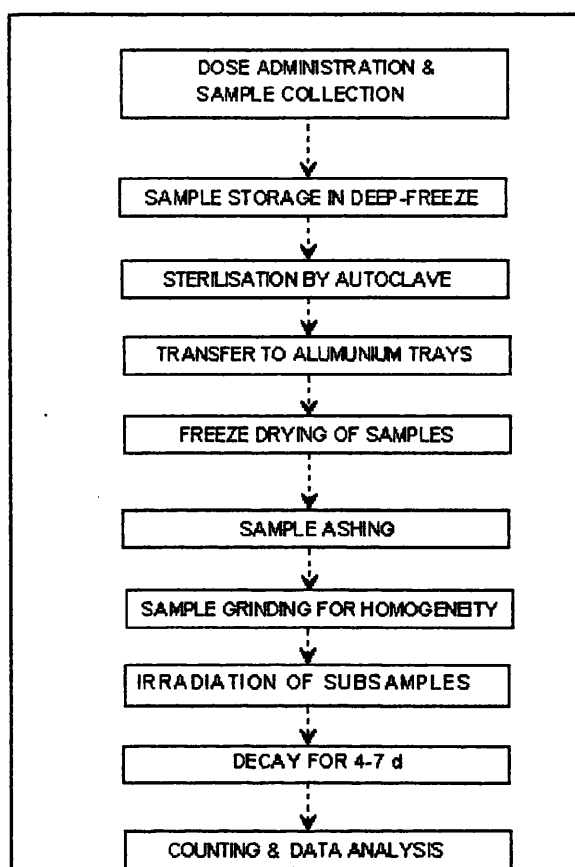 DOSE ADMINISTRATION &
SAMPLE COLLECTION
SAMPLE STORAGE IN DEEP-FREEZE
STERILISATION BY AUTOCLAVE
TRANSFER TO ALUMUNIUM TRAYS
FREEZE DRYING OF SAMPLES
SAMPLE ASHING
SAMPLE GRINDING FOR HOMOGENEITY
IRRADIATION OF SUBSAMPLES
DECAY FOR 4-7 d
COUNTING & DATA ANALYSIS